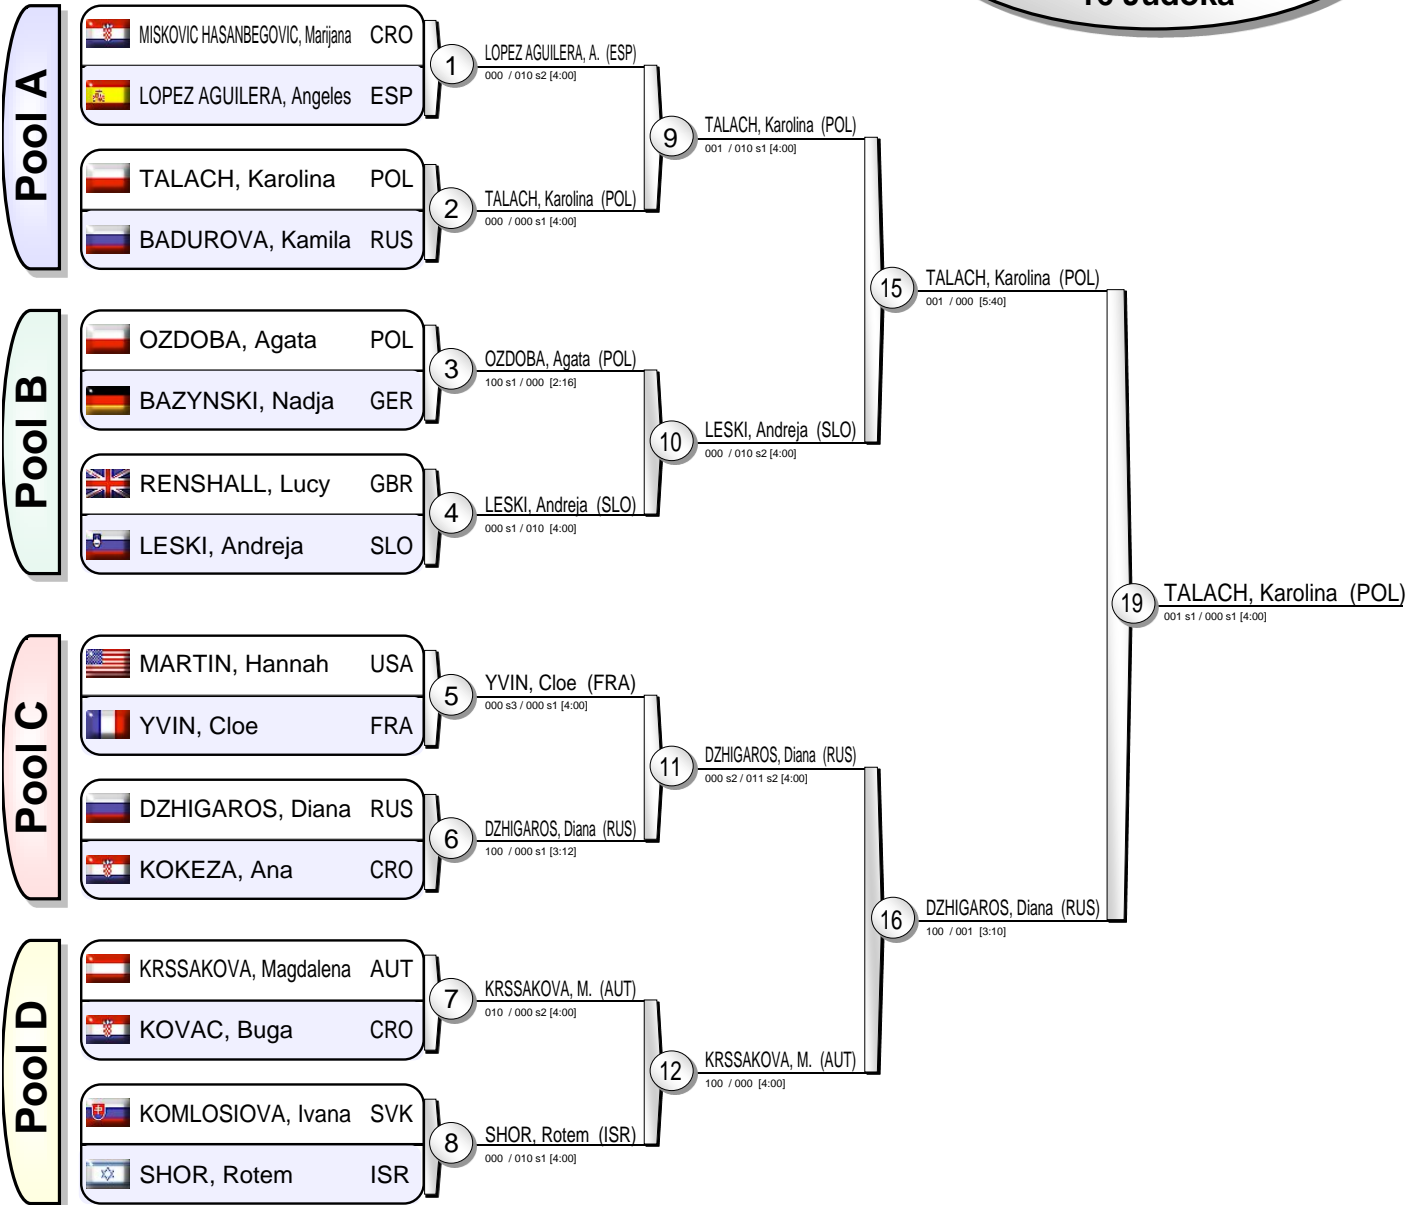 16 Judoka
Pool A
MISKOVIC HASANBEGOVIC, Marijana CRO
LOPEZ AGUILERA, Angeles ESP
1
LOPEZ AGUILERA, A. (ESP)
000 / 010 s2 [4:00]
TALACH, Karolina POL
BADUROVA, Kamila RUS
2
TALACH, Karolina (POL)
000 / 000 s1 [4:00]
9
TALACH, Karolina (POL)
001 / 010 s1 [4:00]
Pool B
OZDOBA, Agata POL
BAZYNSKI, Nadja GER
3
OZDOBA, Agata (POL)
100 s1 / 000 [2:16]
RENSHALL, Lucy GBR
LESKI, Andreja SLO
4
LESKI, Andreja (SLO)
000 s1 / 010 [4:00]
10
LESKI, Andreja (SLO)
000 / 010 s2 [4:00]
15
TALACH, Karolina (POL)
001 / 000 [5:40]
Pool C
MARTIN, Hannah USA
YVIN, Cloe FRA
5
YVIN, Cloe (FRA)
000 s3 / 000 s1 [4:00]
DZHIGAROS, Diana RUS
KOKEZA, Ana CRO
6
DZHIGAROS, Diana (RUS)
100 / 000 s1 [3:12]
11
DZHIGAROS, Diana (RUS)
000 s2 / 011 s2 [4:00]
Pool D
KRSSAKOVA, Magdalena AUT
KOVAC, Buga CRO
7
KRSSAKOVA, M. (AUT)
010 / 000 s2 [4:00]
KOMLOSIOVA, Ivana SVK
SHOR, Rotem ISR
8
SHOR, Rotem (ISR)
000 / 010 s1 [4:00]
12
KRSSAKOVA, M. (AUT)
100 / 000 [4:00]
16
DZHIGAROS, Diana (RUS)
100 / 001 [3:10]
19
TALACH, Karolina (POL)
001 s1 / 000 s1 [4:00]